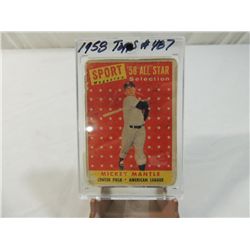 1958 Topps #487
SPORT
MAGAZINE
'58 ALL STAR
Selection
MICKEY MANTLE
CENTER FIELD - AMERICAN LEAGUE